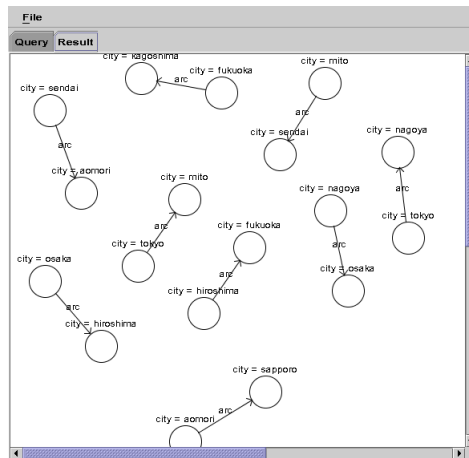 File
Query Result
city = kagoshima
city = fukuoka
arc
city = mito
city = sendai
arc
arc
city = sendai
city = nagoya
city = aomori
city = mito
city = nagoya
arc
city = tokyo
arc
city = fukuoka
city = tokyo
arc
city = osaka
arc
city = osaka
city = hiroshima
arc
city = hiroshima
city = sapporo
arc
city = aomori